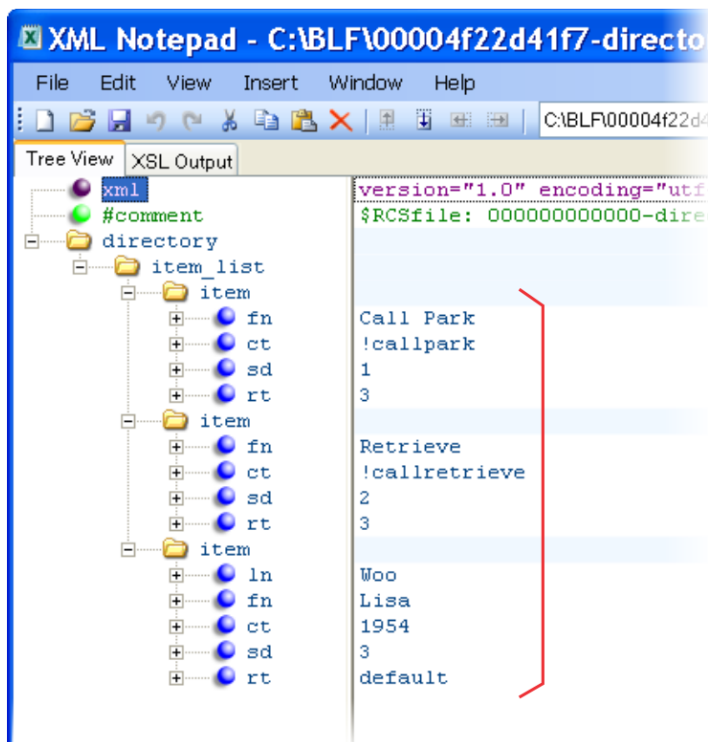 XML Notepad - C:\BLF\00004f22d41f7-directo
File Edit View Insert Window Help
C:\BLF\00004f22d4
Tree View XSL Output
xml version="1.0" encoding="utf
#comment $RCSfile: 000000000000-dire
directory
item_list
item
fn Call Park
ct !callpark
sd 1
rt 3
item
fn Retrieve
ct !callretrieve
sd 2
rt 3
item
ln Woo
fn Lisa
ct 1954
sd 3
rt default